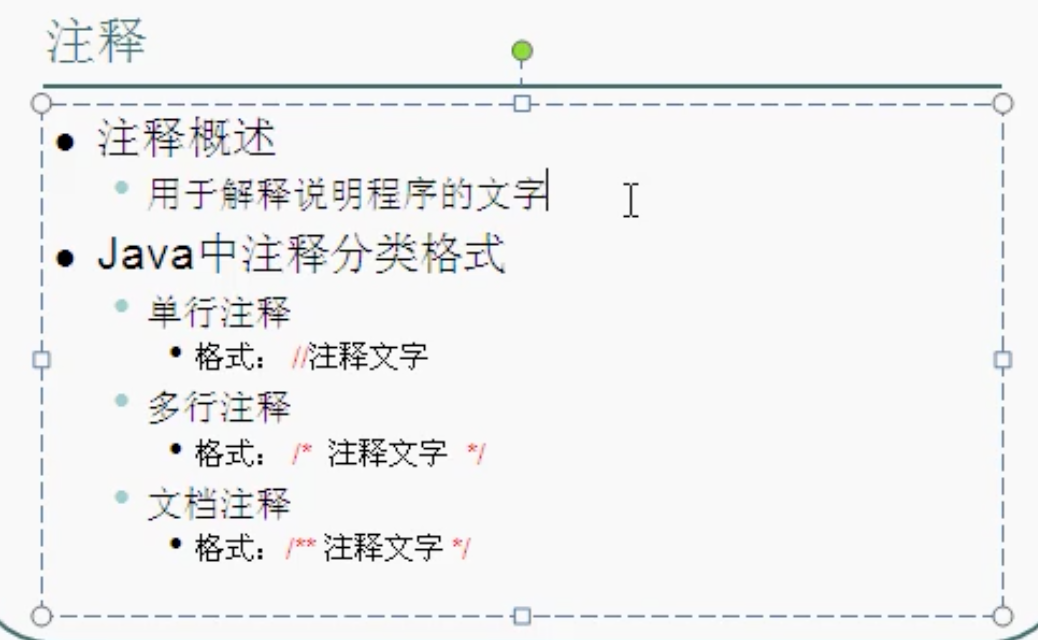 注释
注释概述
用于解释说明程序的文字
Java中注释分类格式
单行注释
格式： //注释文字
多行注释
格式： /* 注释文字 */
文档注释
格式：/** 注释文字 */